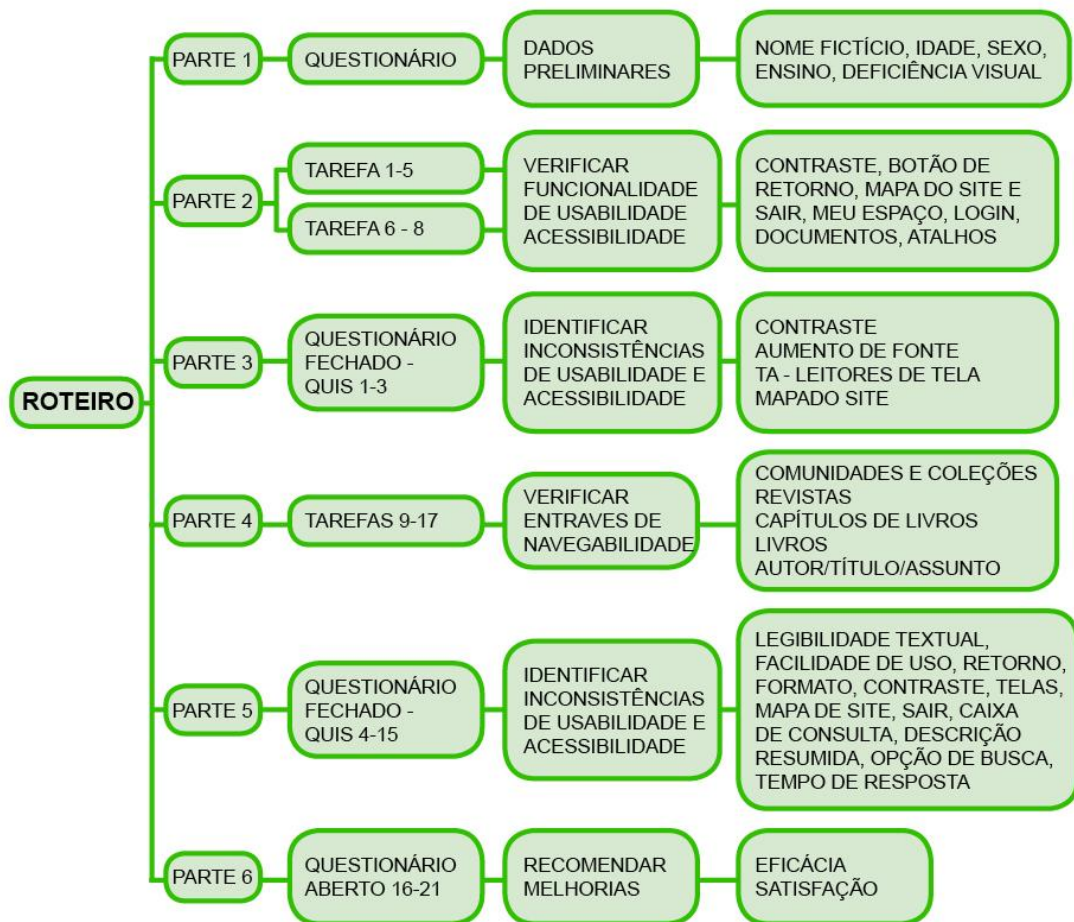 PARTE 1
QUESTIONÁRIO
DADOS
PRELIMINARES
NOME FICTÍCIO, IDADE, SEXO,
ENSINO, DEFICIÊNCIA VISUAL
PARTE 2
TAREFA 1-5
TAREFA 6 - 8
VERIFICAR
FUNCIONALIDADE
DE USABILIDADE
ACESSIBILIDADE
CONTRASTE, BOTÃO DE
RETORNO, MAPA DO SITE E
SAIR, MEU ESPAÇO, LOGIN,
DOCUMENTOS, ATALHOS
PARTE 3
QUESTIONÁRIO
FECHADO -
QUIS 1-3
IDENTIFICAR
INCONSISTÊNCIAS
DE USABILIDADE E
ACESSIBILIDADE
CONTRASTE
AUMENTO DE FONTE
TA - LEITORES DE TELA
MAPADO SITE
ROTEIRO
PARTE 4
TAREFAS 9-17
VERIFICAR
ENTRAVES DE
NAVEGABILIDADE
COMUNIDADES E COLEÇÕES
REVISTAS
CAPÍTULOS DE LIVROS
LIVROS
AUTOR/TÍTULO/ASSUNTO
PARTE 5
QUESTIONÁRIO
FECHADO -
QUIS 4-15
IDENTIFICAR
INCONSISTÊNCIAS
DE USABILIDADE E
ACESSIBILIDADE
LEGIBILIDADE TEXTUAL,
FACILIDADE DE USO, RETORNO,
FORMATO, CONTRASTE, TELAS,
MAPA DE SITE, SAIR, CAIXA
DE CONSULTA, DESCRIÇÃO
RESUMIDA, OPÇÃO DE BUSCA,
TEMPO DE RESPOSTA
PARTE 6
QUESTIONÁRIO
ABERTO 16-21
RECOMENDAR
MELHORIAS
EFICÁCIA
SATISFAÇÃO